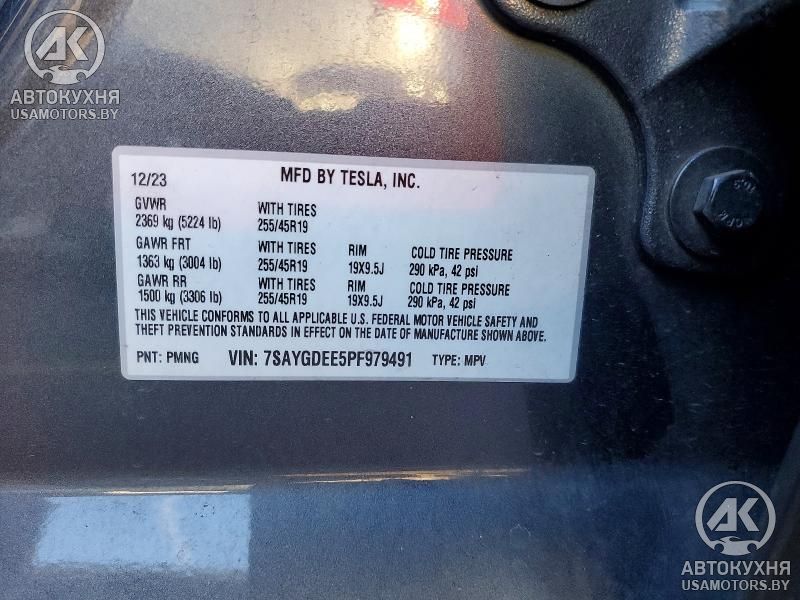 AK
АВТОКУХНЯ
USAMOTORS.BY
12/23 MFD BY TESLA, INC.
GVWR
2369 kg (5224 lb) WITH TIRES 255/45R19
GAWR FRT WITH TIRES RIM COLD TIRE PRESSURE
1363 kg (3004 lb) 255/45R19 19X9.5J 290 kPa, 42 psi
GAWR RR WITH TIRES RIM COLD TIRE PRESSURE
1500 kg (3306 lb) 255/45R19 19X9.5J 290 kPa, 42 psi
THIS VEHICLE CONFORMS TO ALL APPLICABLE U.S. FEDERAL MOTOR VEHICLE SAFETY AND
THEFT PREVENTION STANDARDS IN EFFECT ON THE DATE OF MANUFACTURE SHOWN ABOVE.
PNT: PMNG VIN: 7SAYGDEE5PF979491 TYPE: MPV
AK
АВТОКУХНЯ
USAMOTORS.BY